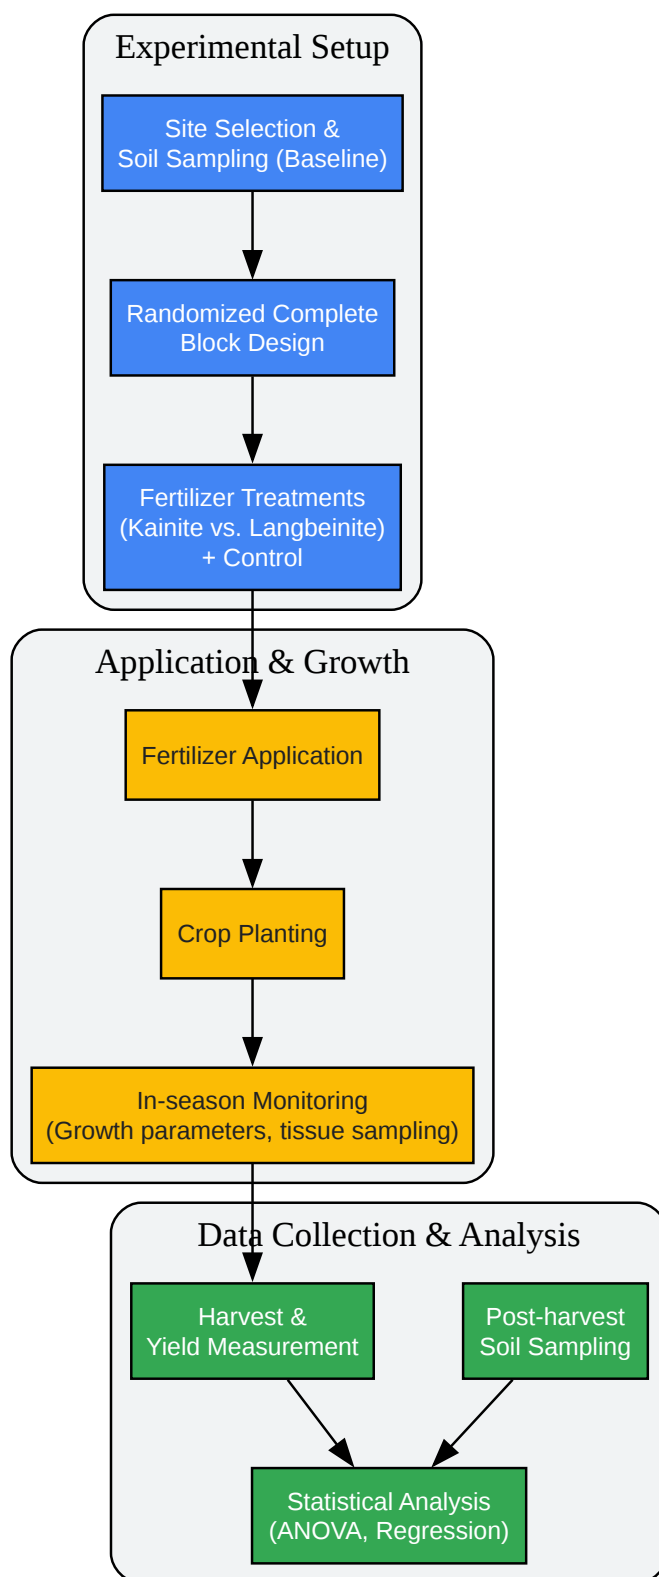 Experimental Setup
Site Selection &
Soil Sampling (Baseline)
Randomized Complete
Block Design
Fertilizer Treatments
(Kainite vs. Langbeinite)
+ Control
Application & Growth
Fertilizer Application
Crop Planting
In-season Monitoring
(Growth parameters, tissue sampling)
Data Collection & Analysis
Harvest &
Yield Measurement
Post-harvest
Soil Sampling
Statistical Analysis
(ANOVA, Regression)